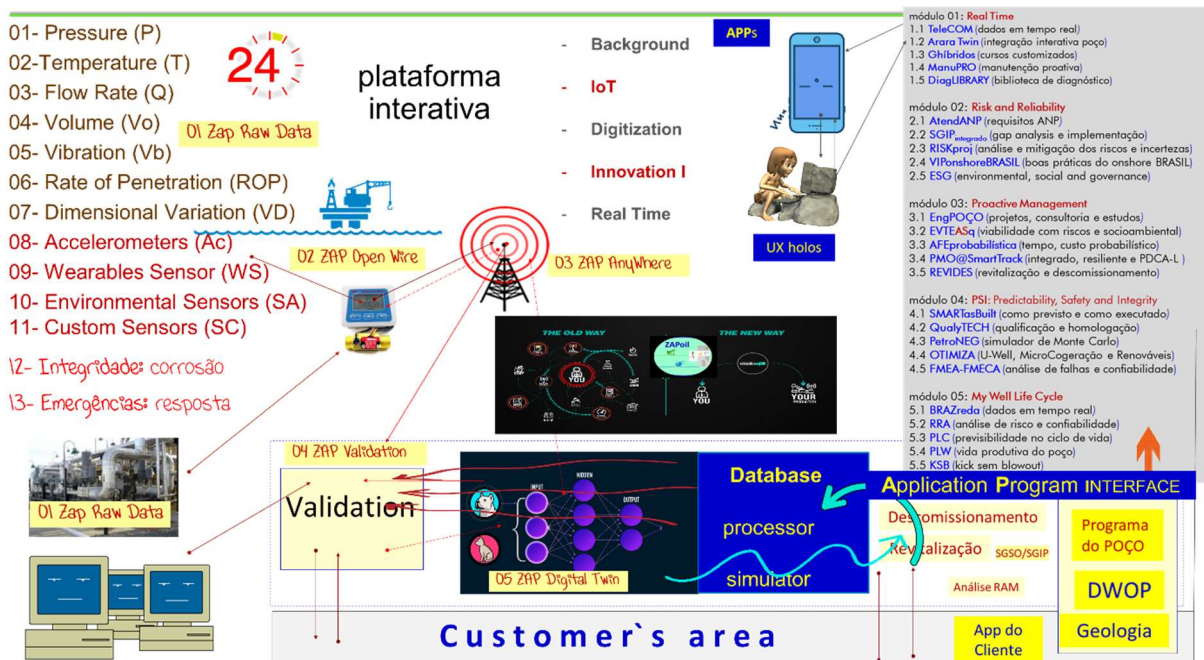 01- Pressure (P)
02-Temperature (T)
03- Flow Rate (Q)
04- Volume (Vo)
05- Vibration (Vb)
06- Rate of Penetration (ROP)
07- Dimensional Variation (VD)
08- Accelerometers (Ac)
09- Wearables Sensor (WS)
10- Environmental Sensors (SA)
11- Custom Sensors (SC)
12- Integridade: corrosão
13- Emergências: resposta
24
01 Zap Raw Data
plataforma
interativa
- Background
- IoT
- Digitization
- Innovation I
- Real Time
APPs
UX holos
02 ZAP Open Wire
03 ZAP AnyWhere
módulo 01: Real Time
1.1 TeleCOM (dados em tempo real)
1.2 Arara Twin (integração interativa poço)
1.3 Ghíbridos (cursos customizados)
1.4 ManuPRO (manutenção proativa)
1.5 DiagLIBRARY (biblioteca de diagnóstico)
módulo 02: Risk and Reliability
2.1 AtendANP (requisitos ANP)
2.2 SGIPintegrado (gap analysis e implementação)
2.3 RISKproj (análise e mitigação dos riscos e incertezas)
2.4 VIPonshoreBRASIL (boas práticas do onshore BRASIL)
2.5 ESG (environmental, social and governance)
módulo 03: Proactive Management
3.1 EngPOÇO (projetos, consultoria e estudos)
3.2 EVTEASq (viabilidade com riscos e socioambiental)
3.3 AFEprobabilística (tempo, custo probabilístico)
3.4 PMO@SmartTrack (integrado, resiliente e PDCA-L )
3.5 REVIDES (revitalização e descomissionamento)
módulo 04: PSI: Predictability, Safety and Integrity
4.1 SMARTasBuilt (como previsto e como executado)
4.2 QualyTECH (qualificação e homologação)
4.3 PetroNEG (simulador de Monte Carlo)
4.4 OTIMIZA (U-Well, MicroCogeração e Renováveis)
4.5 FMEA-FMECA (análise de falhas e confiabilidade)
módulo 05: My Well Life Cycle
5.1 BRAZreda (dados em tempo real)
5.2 RRA (análise de risco e confiabilidade)
5.3 PLC (previsibilidade no ciclo de vida)
5.4 PLW (vida produtiva do poço)
5.5 KSB (kick sem blowout)
THE OLD WAY
THE NEW WAY
ZAPoil
YOU
YOU
YOUR
01 Zap Raw Data
04 ZAP Validation
Validation
INPUT
HIDDEN
OUTPUT
05 ZAP Digital Twin
Database
processor
simulator
Application Program INTERFACE
Descomissionamento
Revitalização
SGSO/SGIP
Análise RAM
Programa
do POÇO
DWOP
Geologia
App do
Cliente
Customer`s area